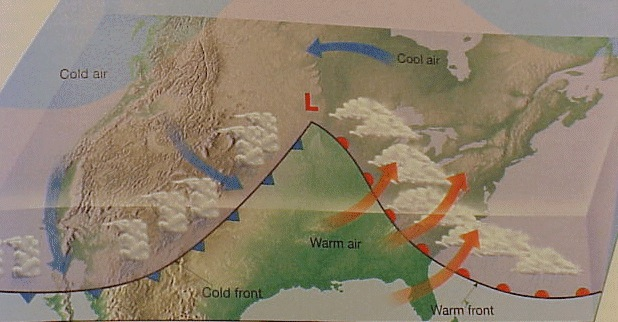 Cold air
Cool air
L
Warm air
Cold front
Warm front